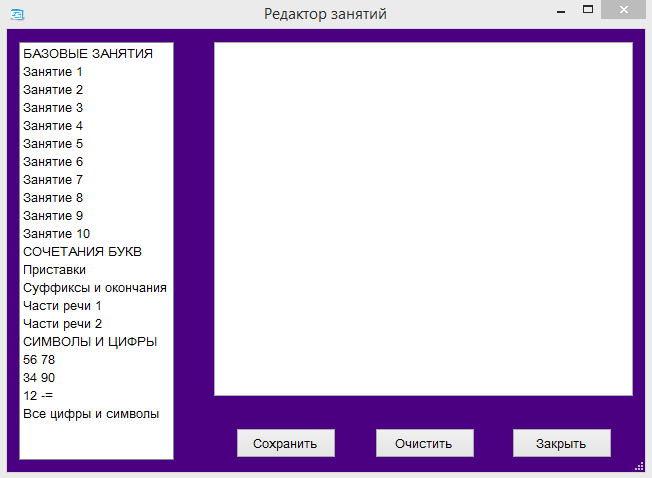 Редактор занятий
БАЗОВЫЕ ЗАНЯТИЯ
Занятие 1
Занятие 2
Занятие 3
Занятие 4
Занятие 5
Занятие 6
Занятие 7
Занятие 8
Занятие 9
Занятие 10
СОЧЕТАНИЯ БУКВ
Приставки
Суффиксы и окончания
Части речи 1
Части речи 2
СИМВОЛЫ И ЦИФРЫ
56 78
34 90
12 -=
Все цифры и символы
Сохранить
Очистить
Закрыть